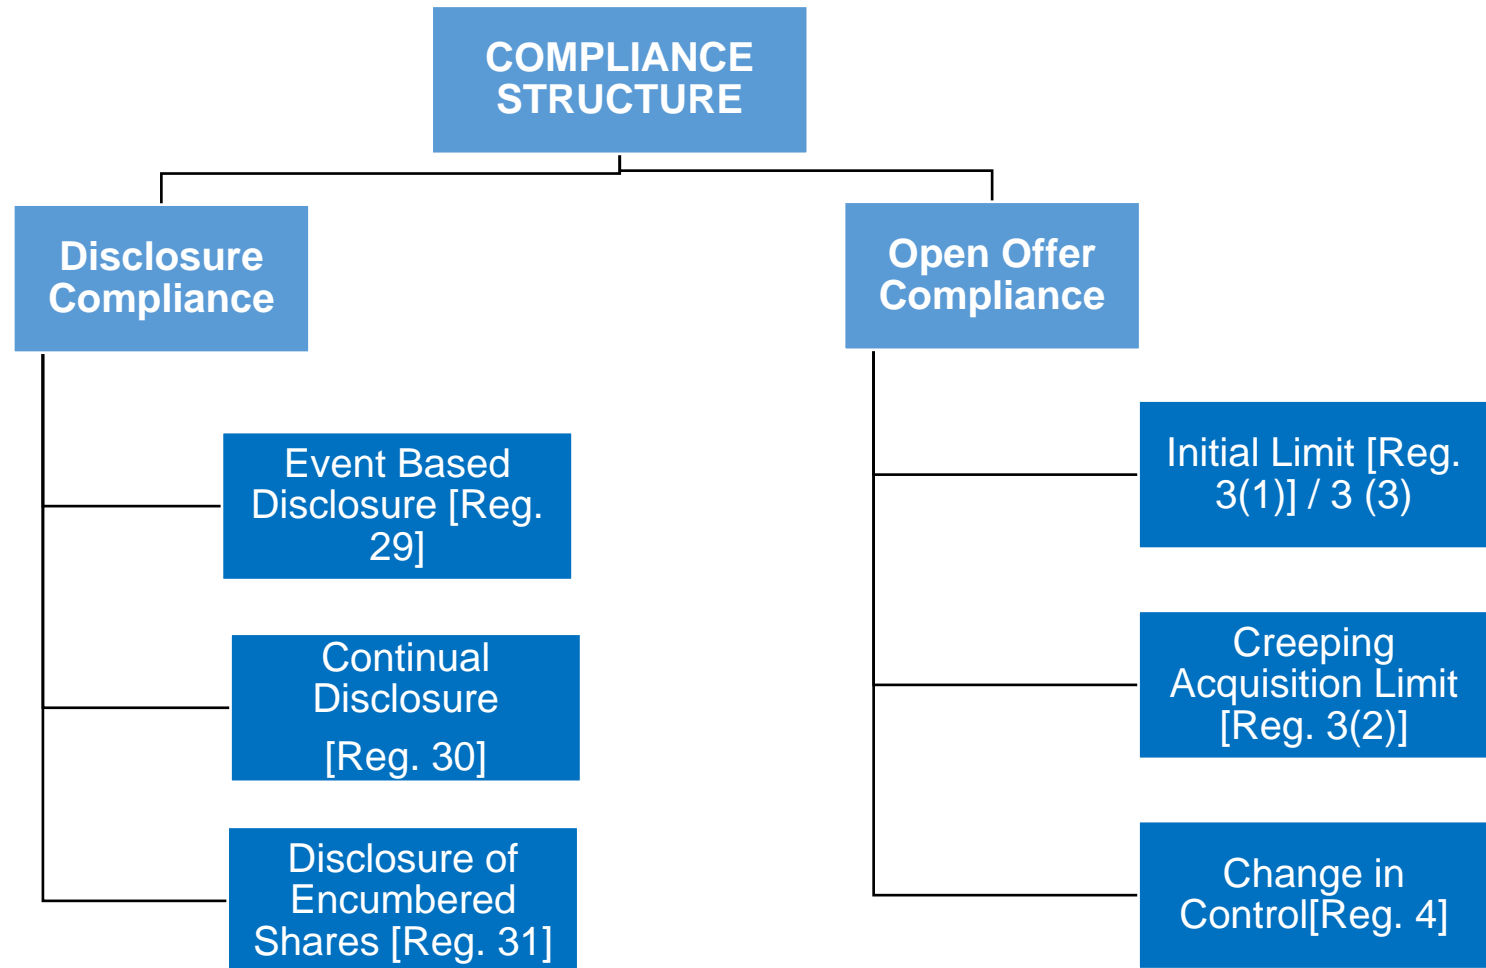 COMPLIANCE
STRUCTURE
Disclosure
Compliance
Event Based
Disclosure [Reg.
29]
Continual
Disclosure
[Reg. 30]
Disclosure of
Encumbered
Shares [Reg. 31]
Open Offer
Compliance
Initial Limit [Reg.
3(1)] / 3 (3)
Creeping
Acquisition Limit
[Reg. 3(2)]
Change in
Control[Reg. 4]